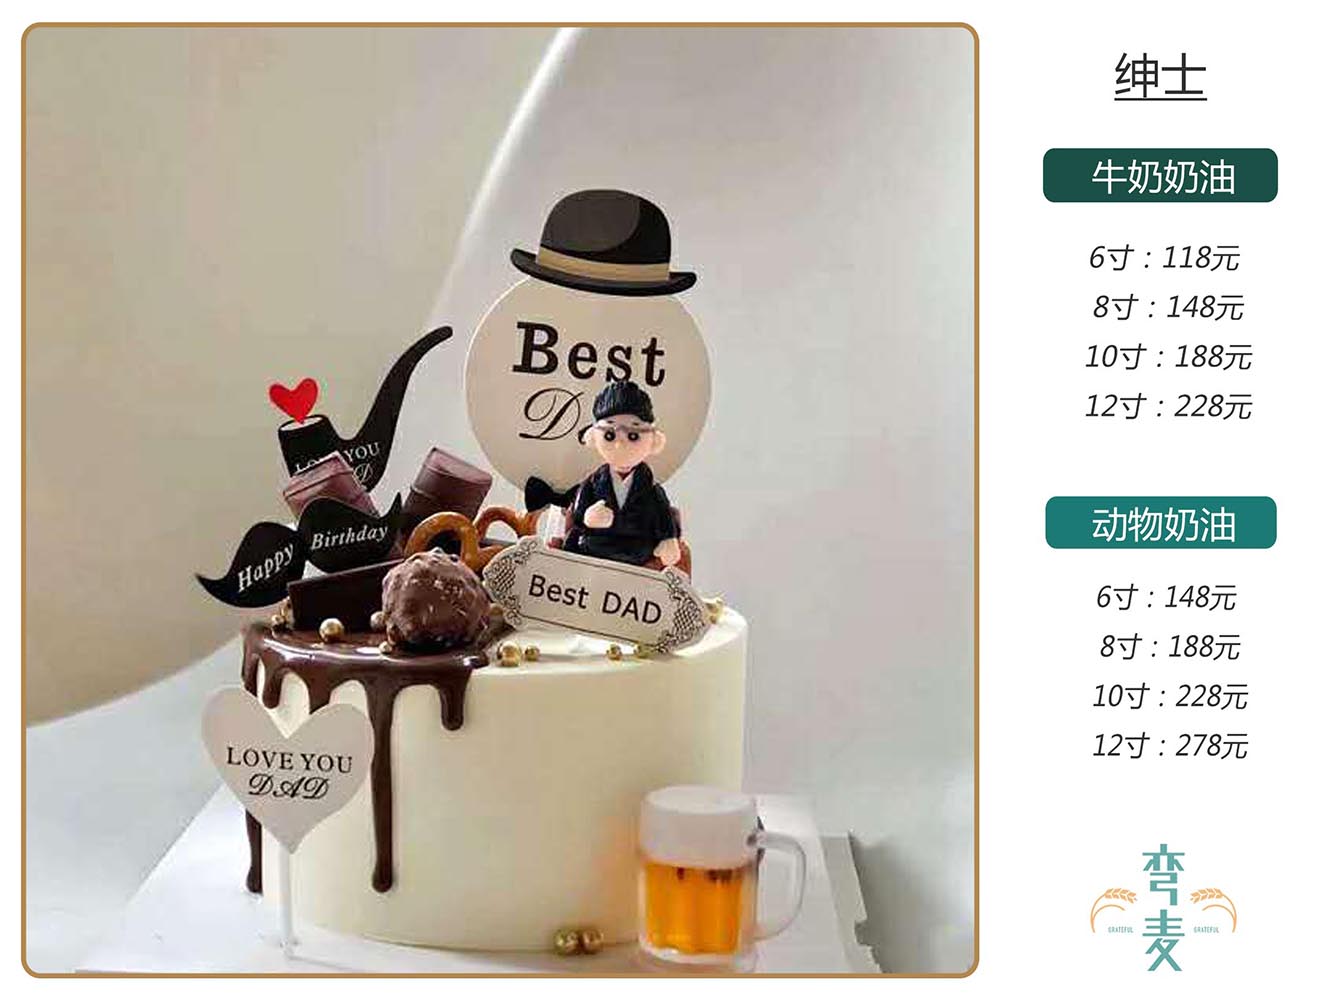 绅士
牛奶奶油
6寸：118元
8寸：148元
10寸：188元
12寸：228元
动物奶油
6寸：148元
8寸：188元
10寸：228元
12寸：278元
弯麦
GRATEFUL GRATEFUL
Best
YOU
Happy Birthday
Best DAD
LOVE YOU
DAD